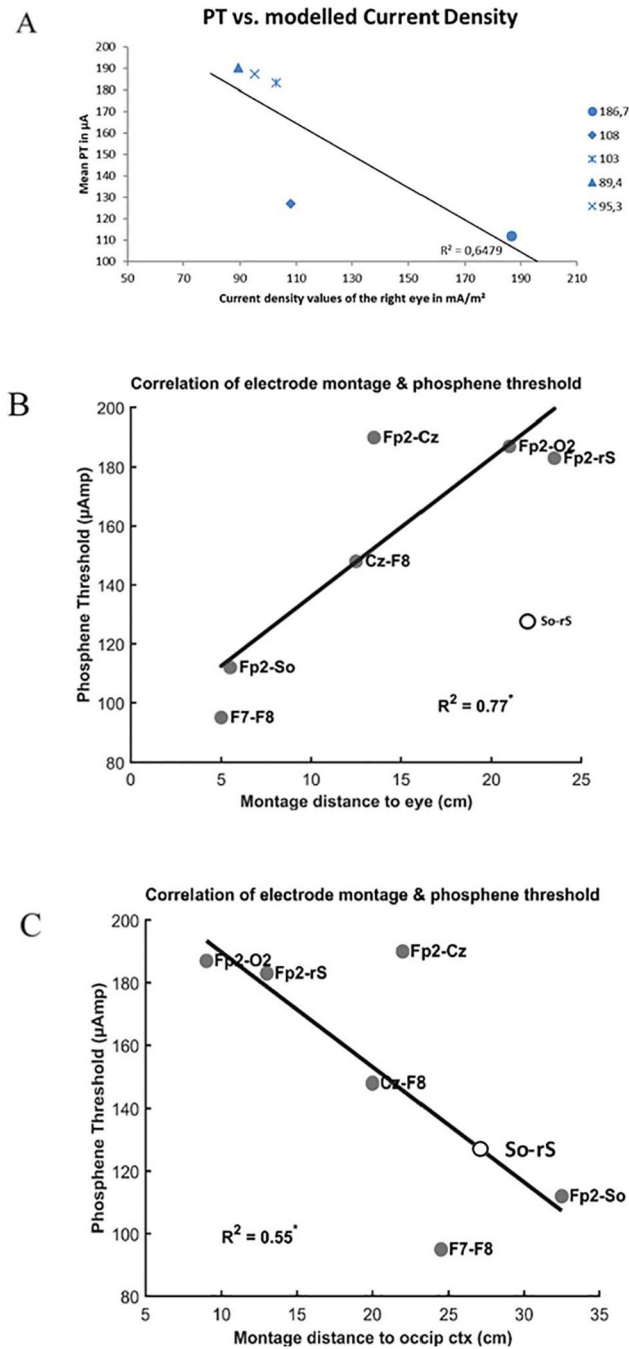 A
PT vs. modelled Current Density
Mean PT in µA
200
190
180
170
160
150
140
130
120
110
100
50 70 90 110 130 150 170 190 210
Current density values of the right eye in mA/m²
R² = 0,6479
186,7
108
103
89,4
95,3
B
Correlation of electrode montage & phosphene threshold
Phosphene Threshold (µAmp)
200
180
160
140
120
100
80
Fp2-Cz
Fp2-O2
Fp2-rS
Cz-F8
So-rS
Fp2-So
F7-F8
R² = 0.77*
0 5 10 15 20 25
Montage distance to eye (cm)
C
Correlation of electrode montage & phosphene threshold
Phosphene Threshold (µAmp)
200
180
160
140
120
100
80
Fp2-Cz
Fp2-O2
Fp2-rS
Cz-F8
So-rS
Fp2-So
F7-F8
R² = 0.55*
5 10 15 20 25 30 35
Montage distance to occip ctx (cm)